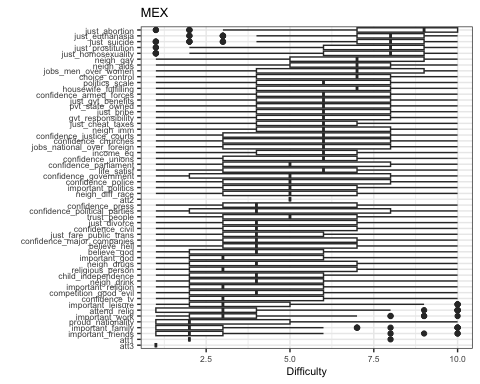 MEX
just_abortion
just_euthanasia
just_suicide
just_prostitution
just_homosexuality
neigh_gay
neigh_aids
jobs_men_over_women
choice_control
politics_scale
housewife_fulfilling
confidence_armed_forces
just_gvt_benefits
pvt_state_owned
just_bribe
gvt_responsibility
just_cheat_taxes
neigh_imm
confidence_justice_courts
confidence_churches
jobs_national_over_foreign
income_eq
confidence_unions
confidence_parliament
life_satisf
confidence_government
confidence_police
important_politics
neigh_diff_race
att2
confidence_press
confidence_political_parties
trust_people
just_divorce
confidence_civil
just_fare_public_trans
confidence_major_companies
believe_hell
believe_god
important_god
neigh_drugs
religious_person
child_independence
neigh_drink
important_religion
competition_good_evil
confidence_tv
important_leisure
attend_relig
important_work
proud_nationality
important_family
important_friends
att1
att3
2.5 5.0 7.5 10.0
Difficulty